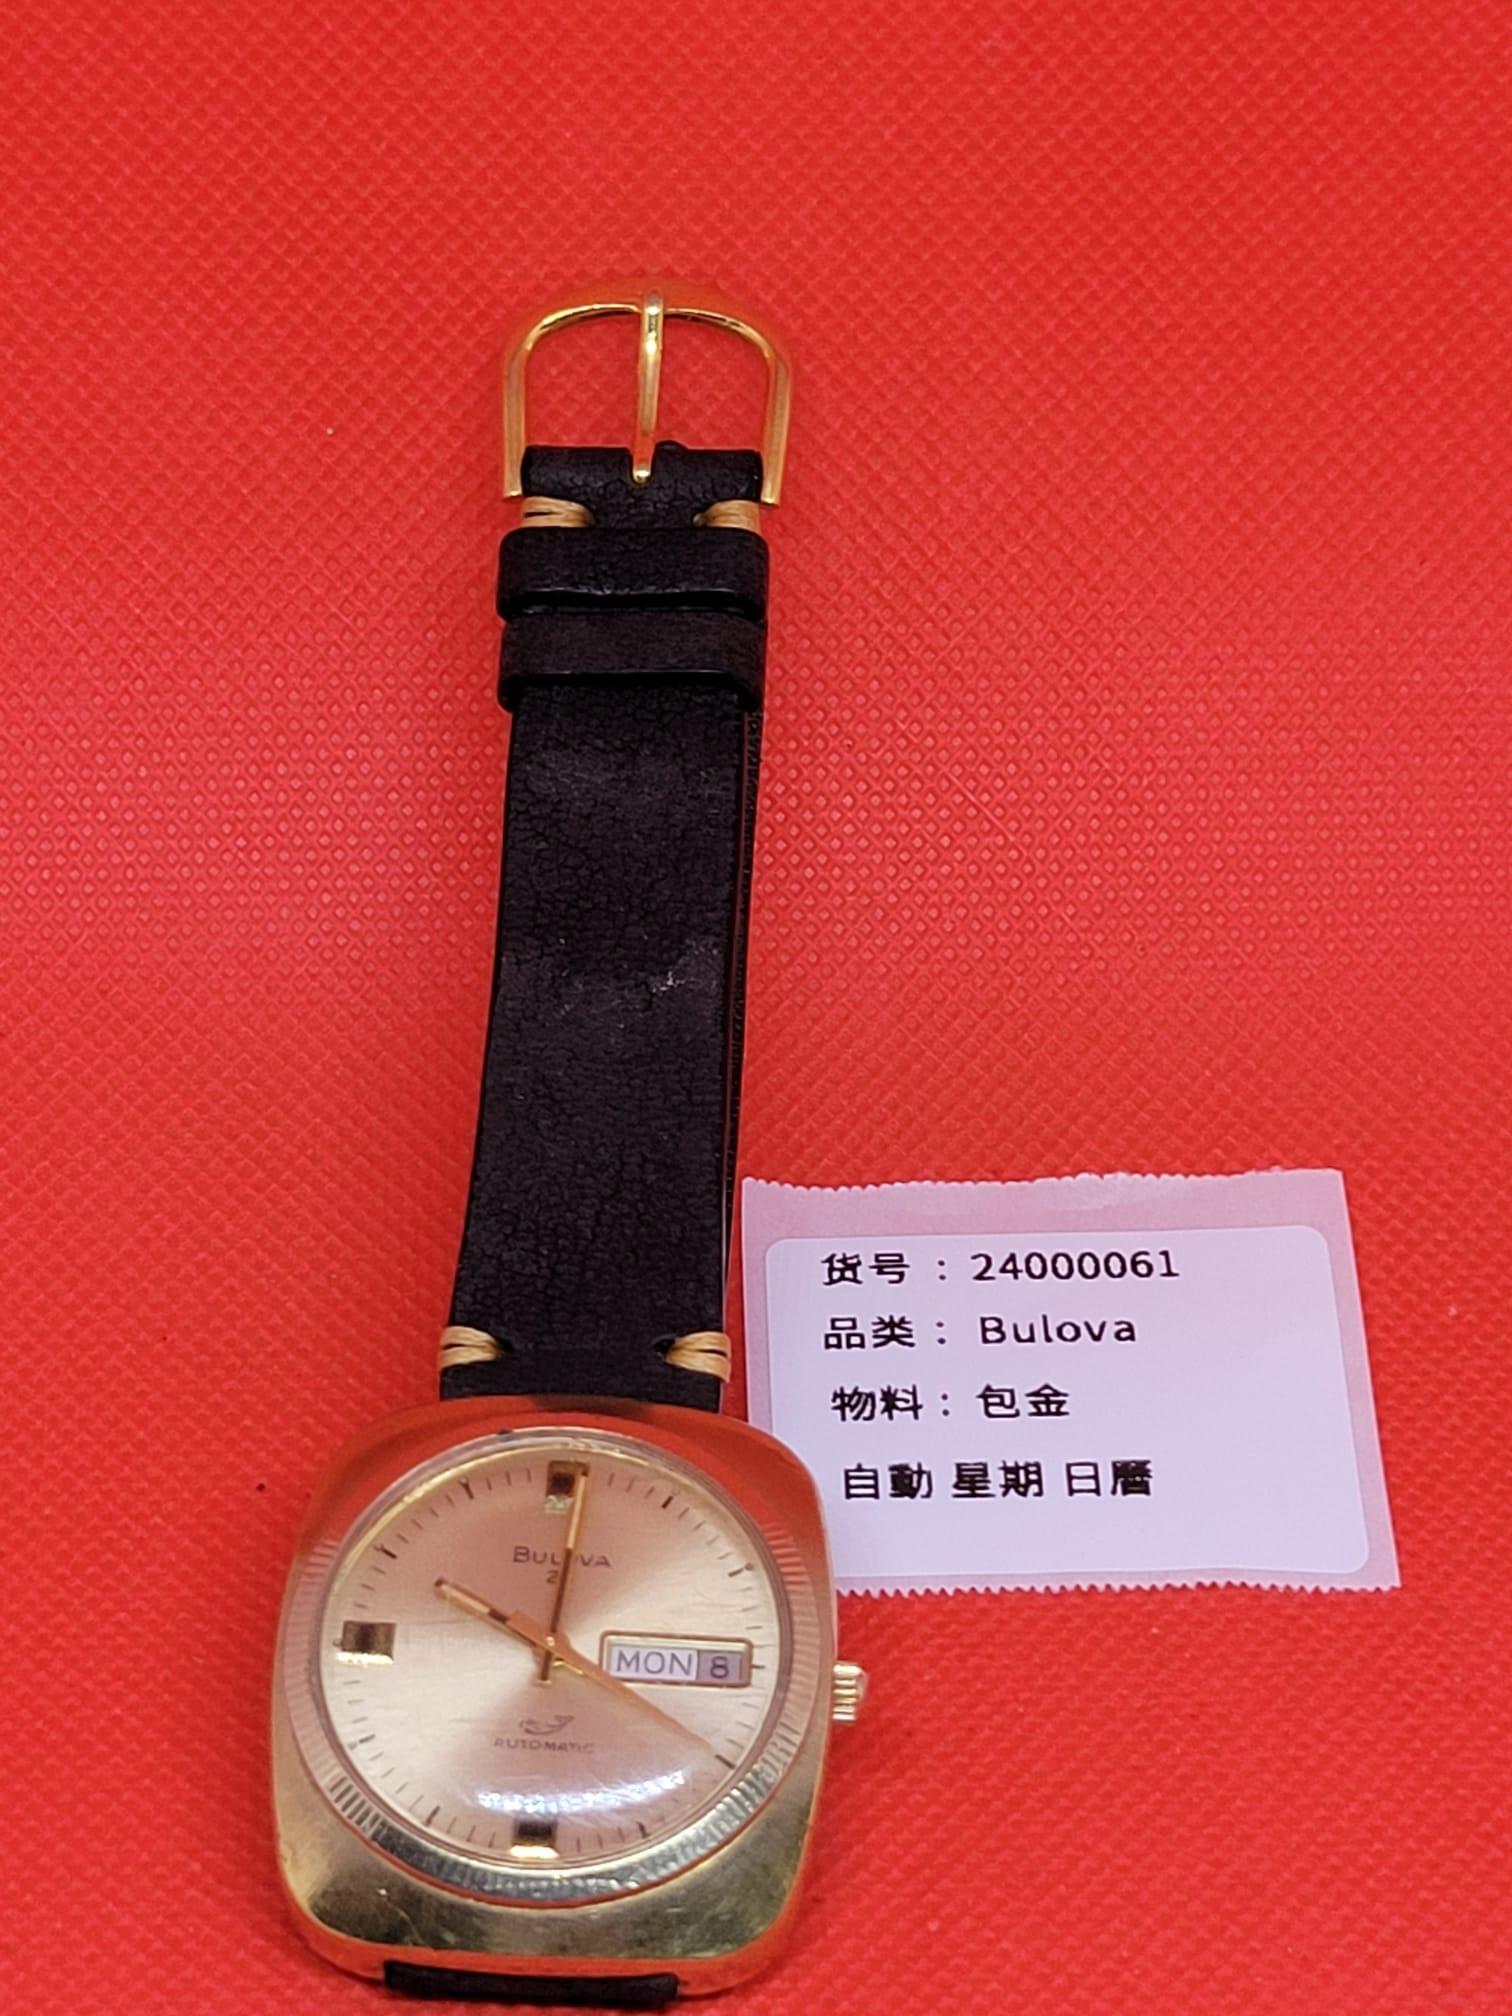 货号：24000061
品类：Bulova
物料：包金
自動 星期 日曆
BULOVA
MON 8
AUTOMATIC